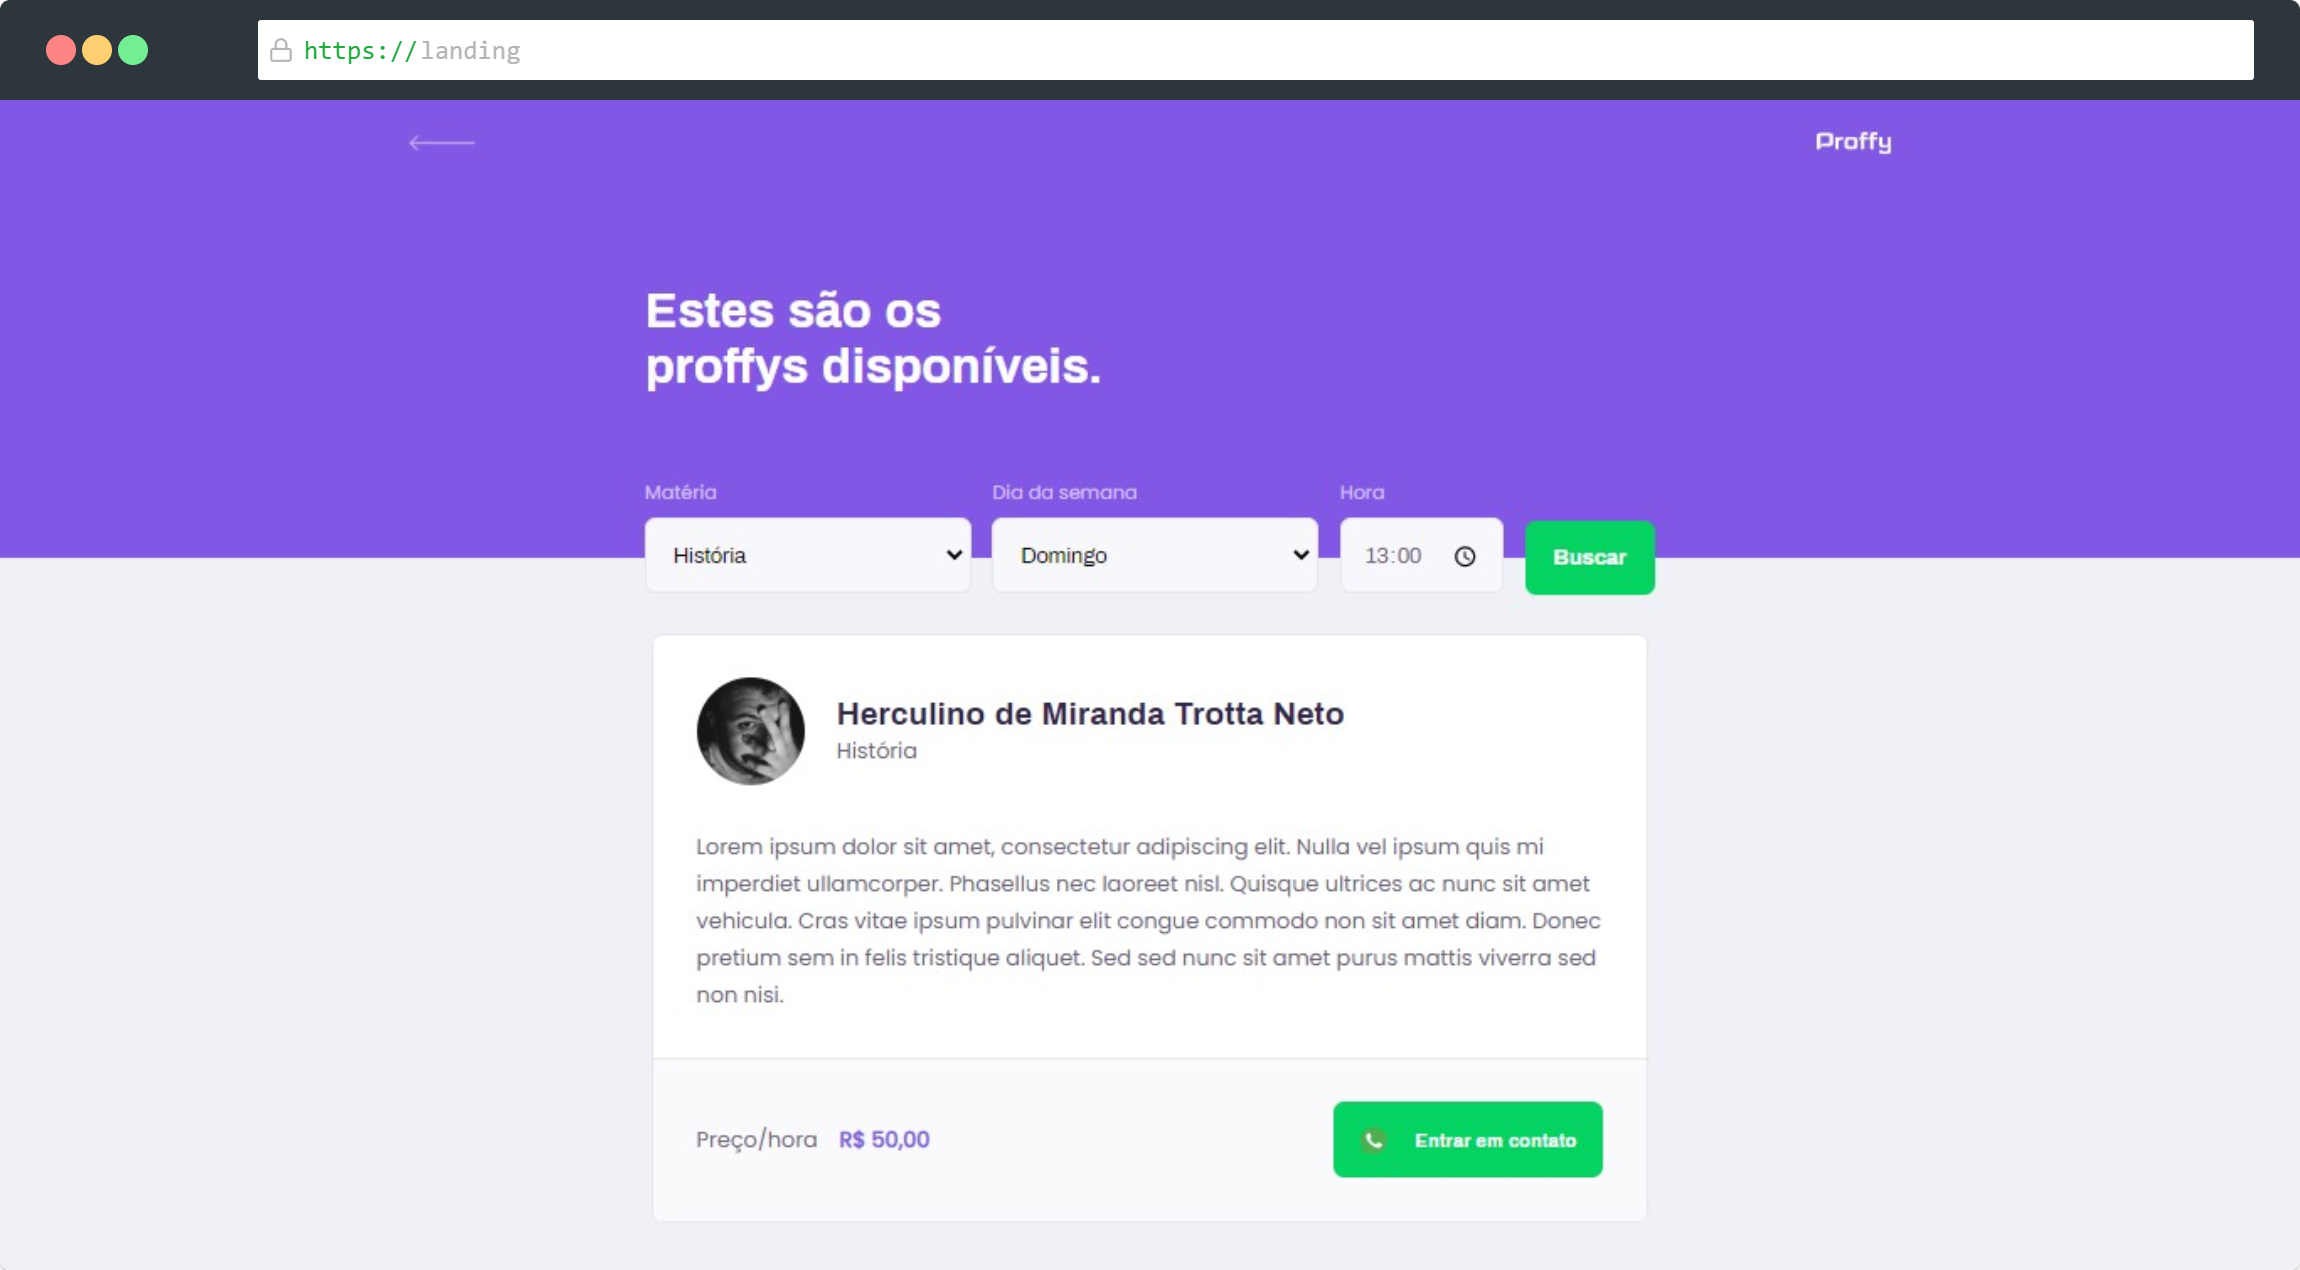 https://landing
Proffy
Estes são os
proffys disponíveis.
Matéria
Dia da semana
Hora
História
Domingo
13:00
Buscar
Herculino de Miranda Trotta Neto
História
Lorem ipsum dolor sit amet, consectetur adipiscing elit. Nulla vel ipsum quis mi
imperdiet ullamcorper. Phasellus nec laoreet nisl. Quisque ultrices ac nunc sit amet
vehicula. Cras vitae ipsum pulvinar elit congue commodo non sit amet diam. Donec
pretium sem in felis tristique aliquet. Sed sed nunc sit amet purus mattis viverra sed
non nisi.
Preço/hora R$ 50,00
Entrar em contato